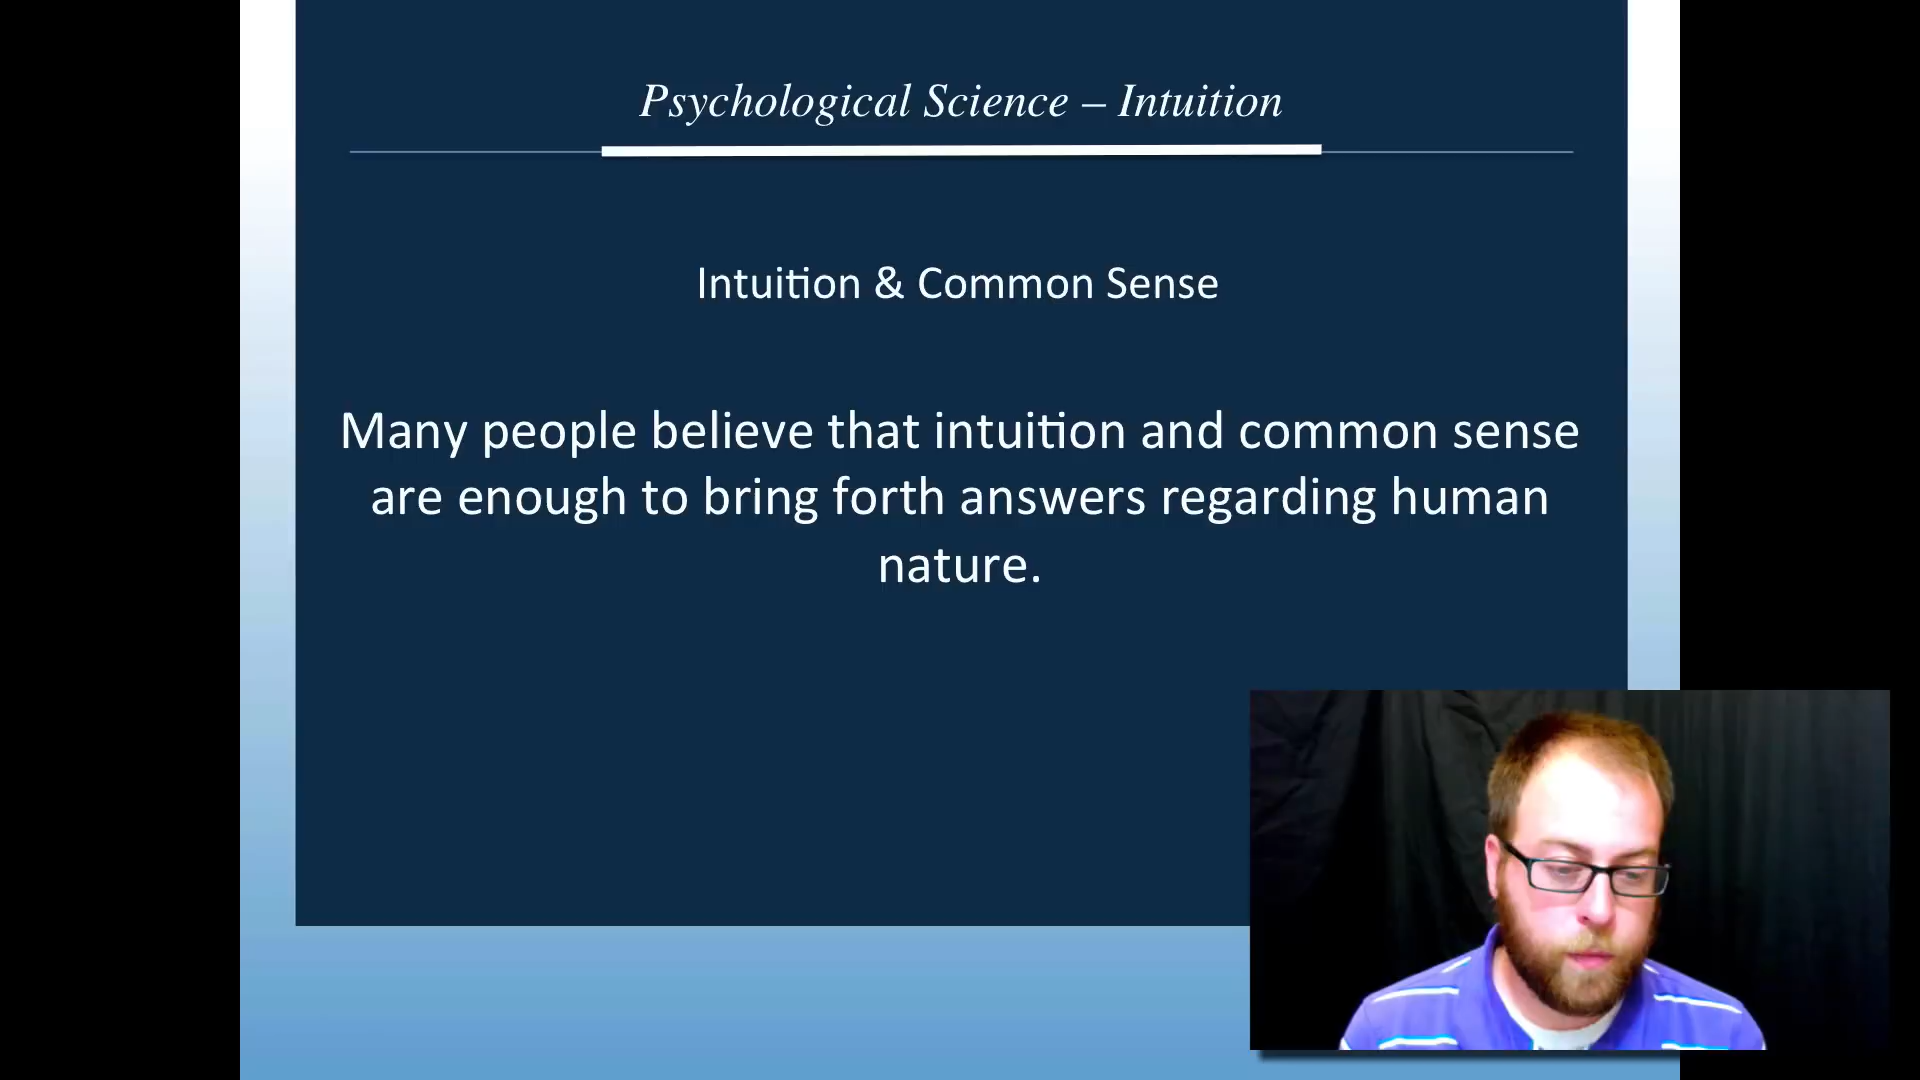 Psychological Science – Intuition
Intuition & Common Sense
Many people believe that intuition and common sense
are enough to bring forth answers regarding human
nature.